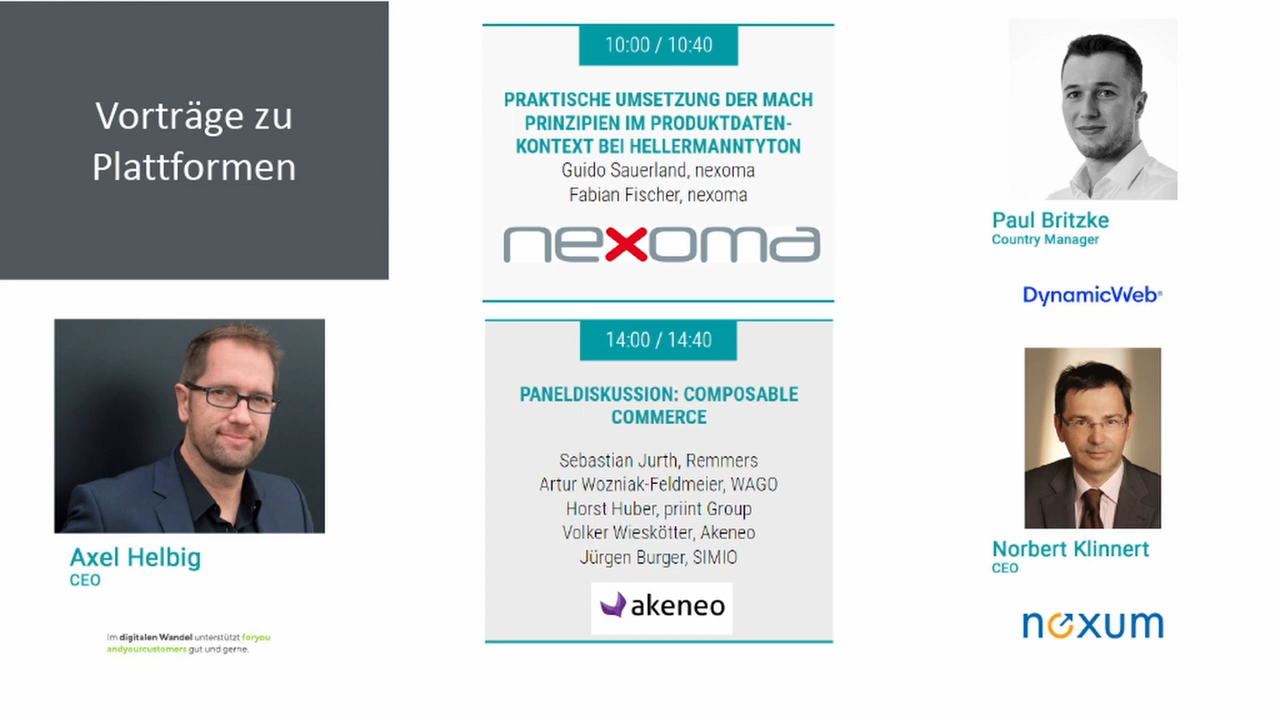 Vorträge zu
Plattformen
Axel Helbig
CEO
Im digitalen Wandel unterstützt foryou
andyourcustomers gut und gerne.
10:00 / 10:40
PRAKTISCHE UMSETZUNG DER MACH
PRINZIPIEN IM PRODUKTDATEN-
KONTEXT BEI HELLERMANNTYTON
Guido Sauerland, nexoma
Fabian Fischer, nexoma
nexoma
14:00 / 14:40
PANELDISKUSSION: COMPOSABLE
COMMERCE
Sebastian Jurth, Remmers
Artur Wozniak-Feldmeier, WAGO
Horst Huber, priint Group
Volker Wieskötter, Akeneo
Jürgen Burger, SIMIO
akeneo
Paul Britzke
Country Manager
DynamicWeb®
Norbert Klinnert
CEO
nexum